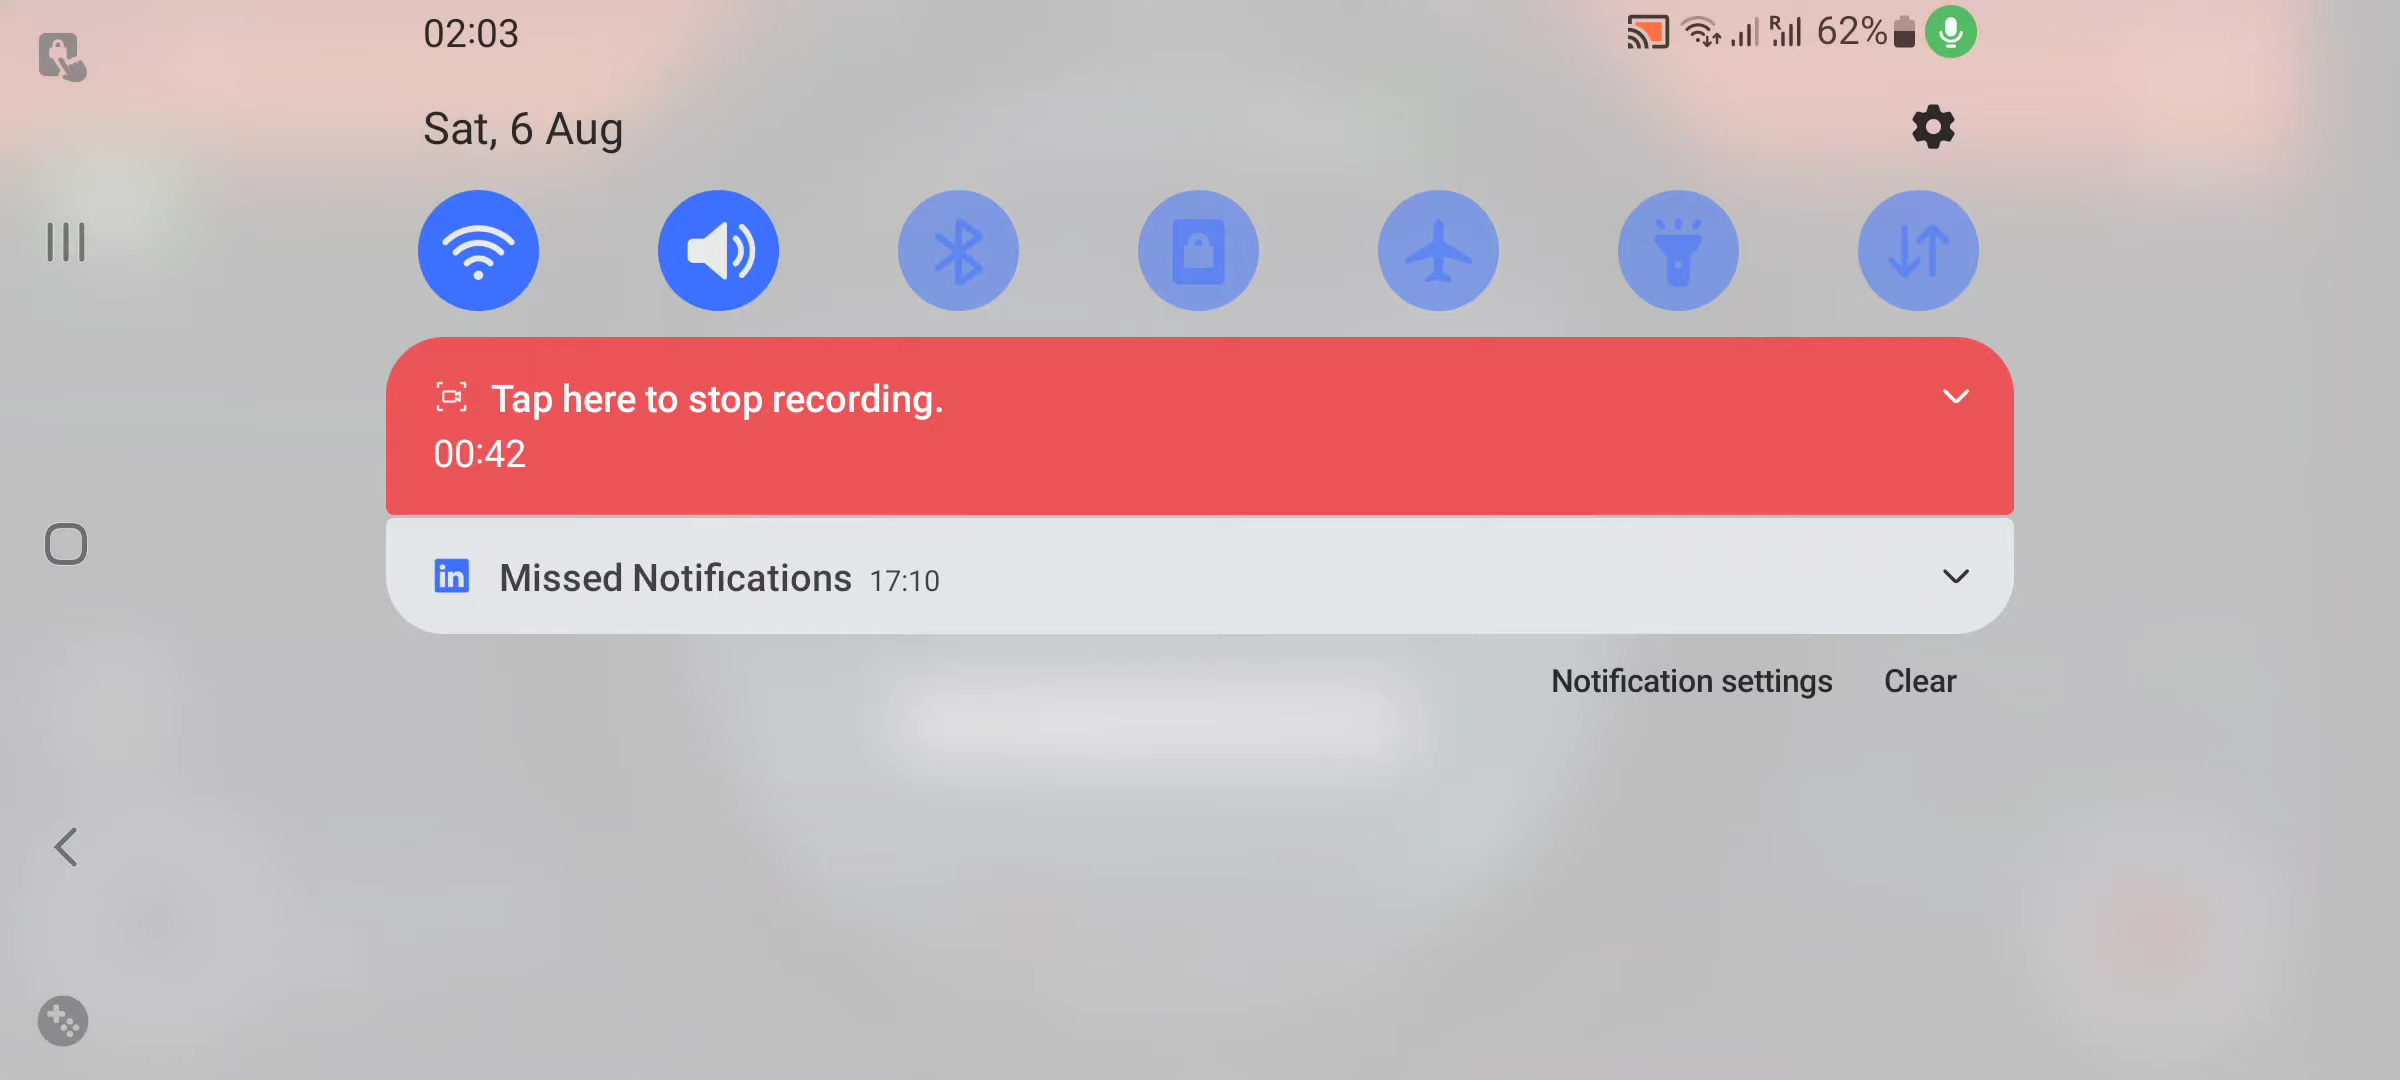 02:03
R 62%
Sat, 6 Aug
Tap here to stop recording.
00:42
in Missed Notifications 17:10
Notification settings Clear